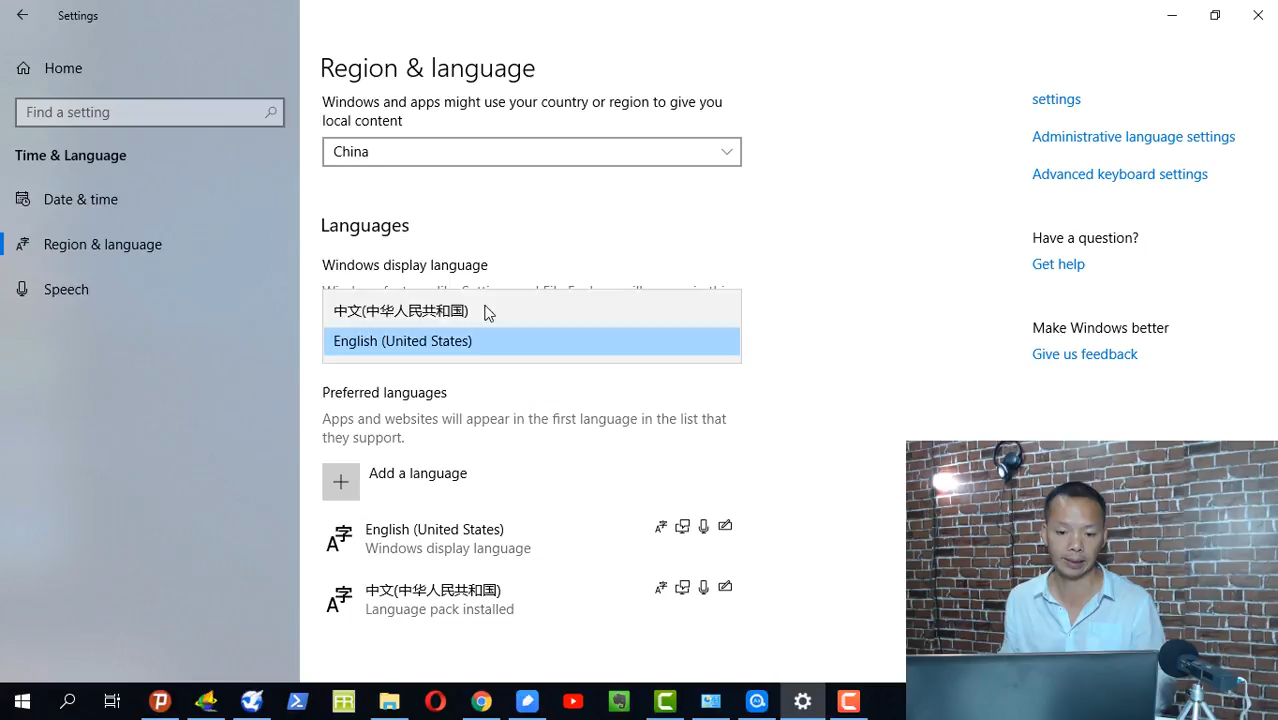 Settings
Home
Find a setting
Time & Language
Date & time
Region & language
Speech
Region & language
Windows and apps might use your country or region to give you
local content
China
Languages
Windows display language
中文(中华人民共和国)
English (United States)
Preferred languages
Apps and websites will appear in the first language in the list that
they support.
Add a language
A字 English (United States)
Windows display language
A字 中文(中华人民共和国)
Language pack installed
settings
Administrative language settings
Advanced keyboard settings
Have a question?
Get help
Make Windows better
Give us feedback